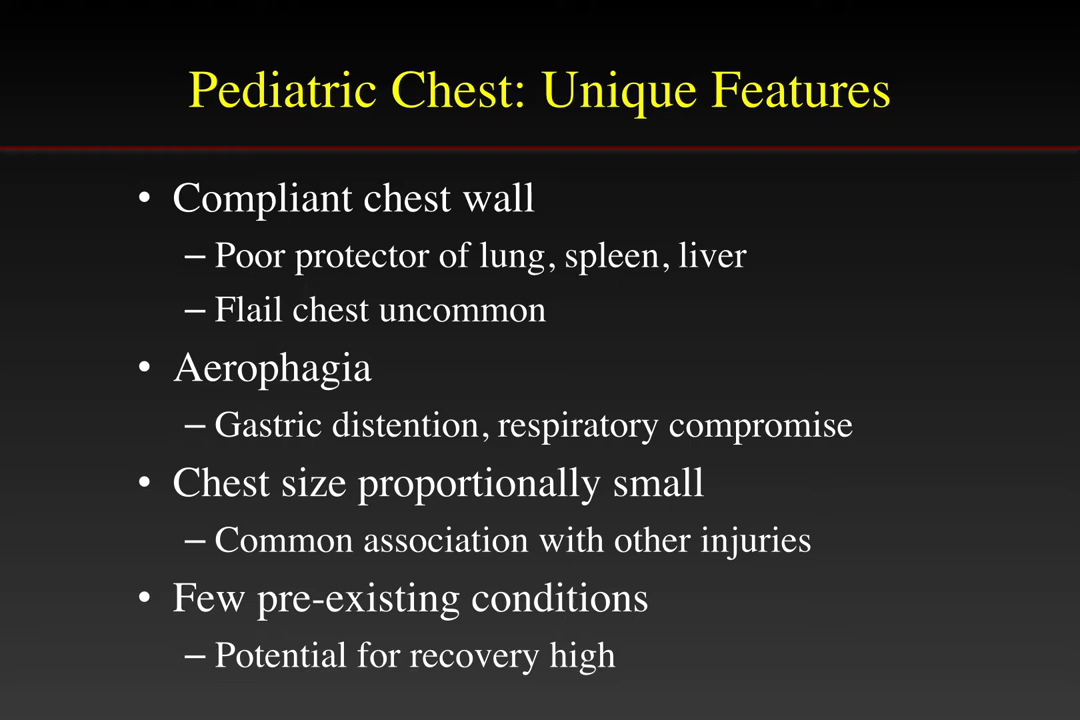 Pediatric Chest: Unique Features
• Compliant chest wall
– Poor protector of lung, spleen, liver
– Flail chest uncommon
• Aerophagia
– Gastric distention, respiratory compromise
• Chest size proportionally small
– Common association with other injuries
• Few pre-existing conditions
– Potential for recovery high